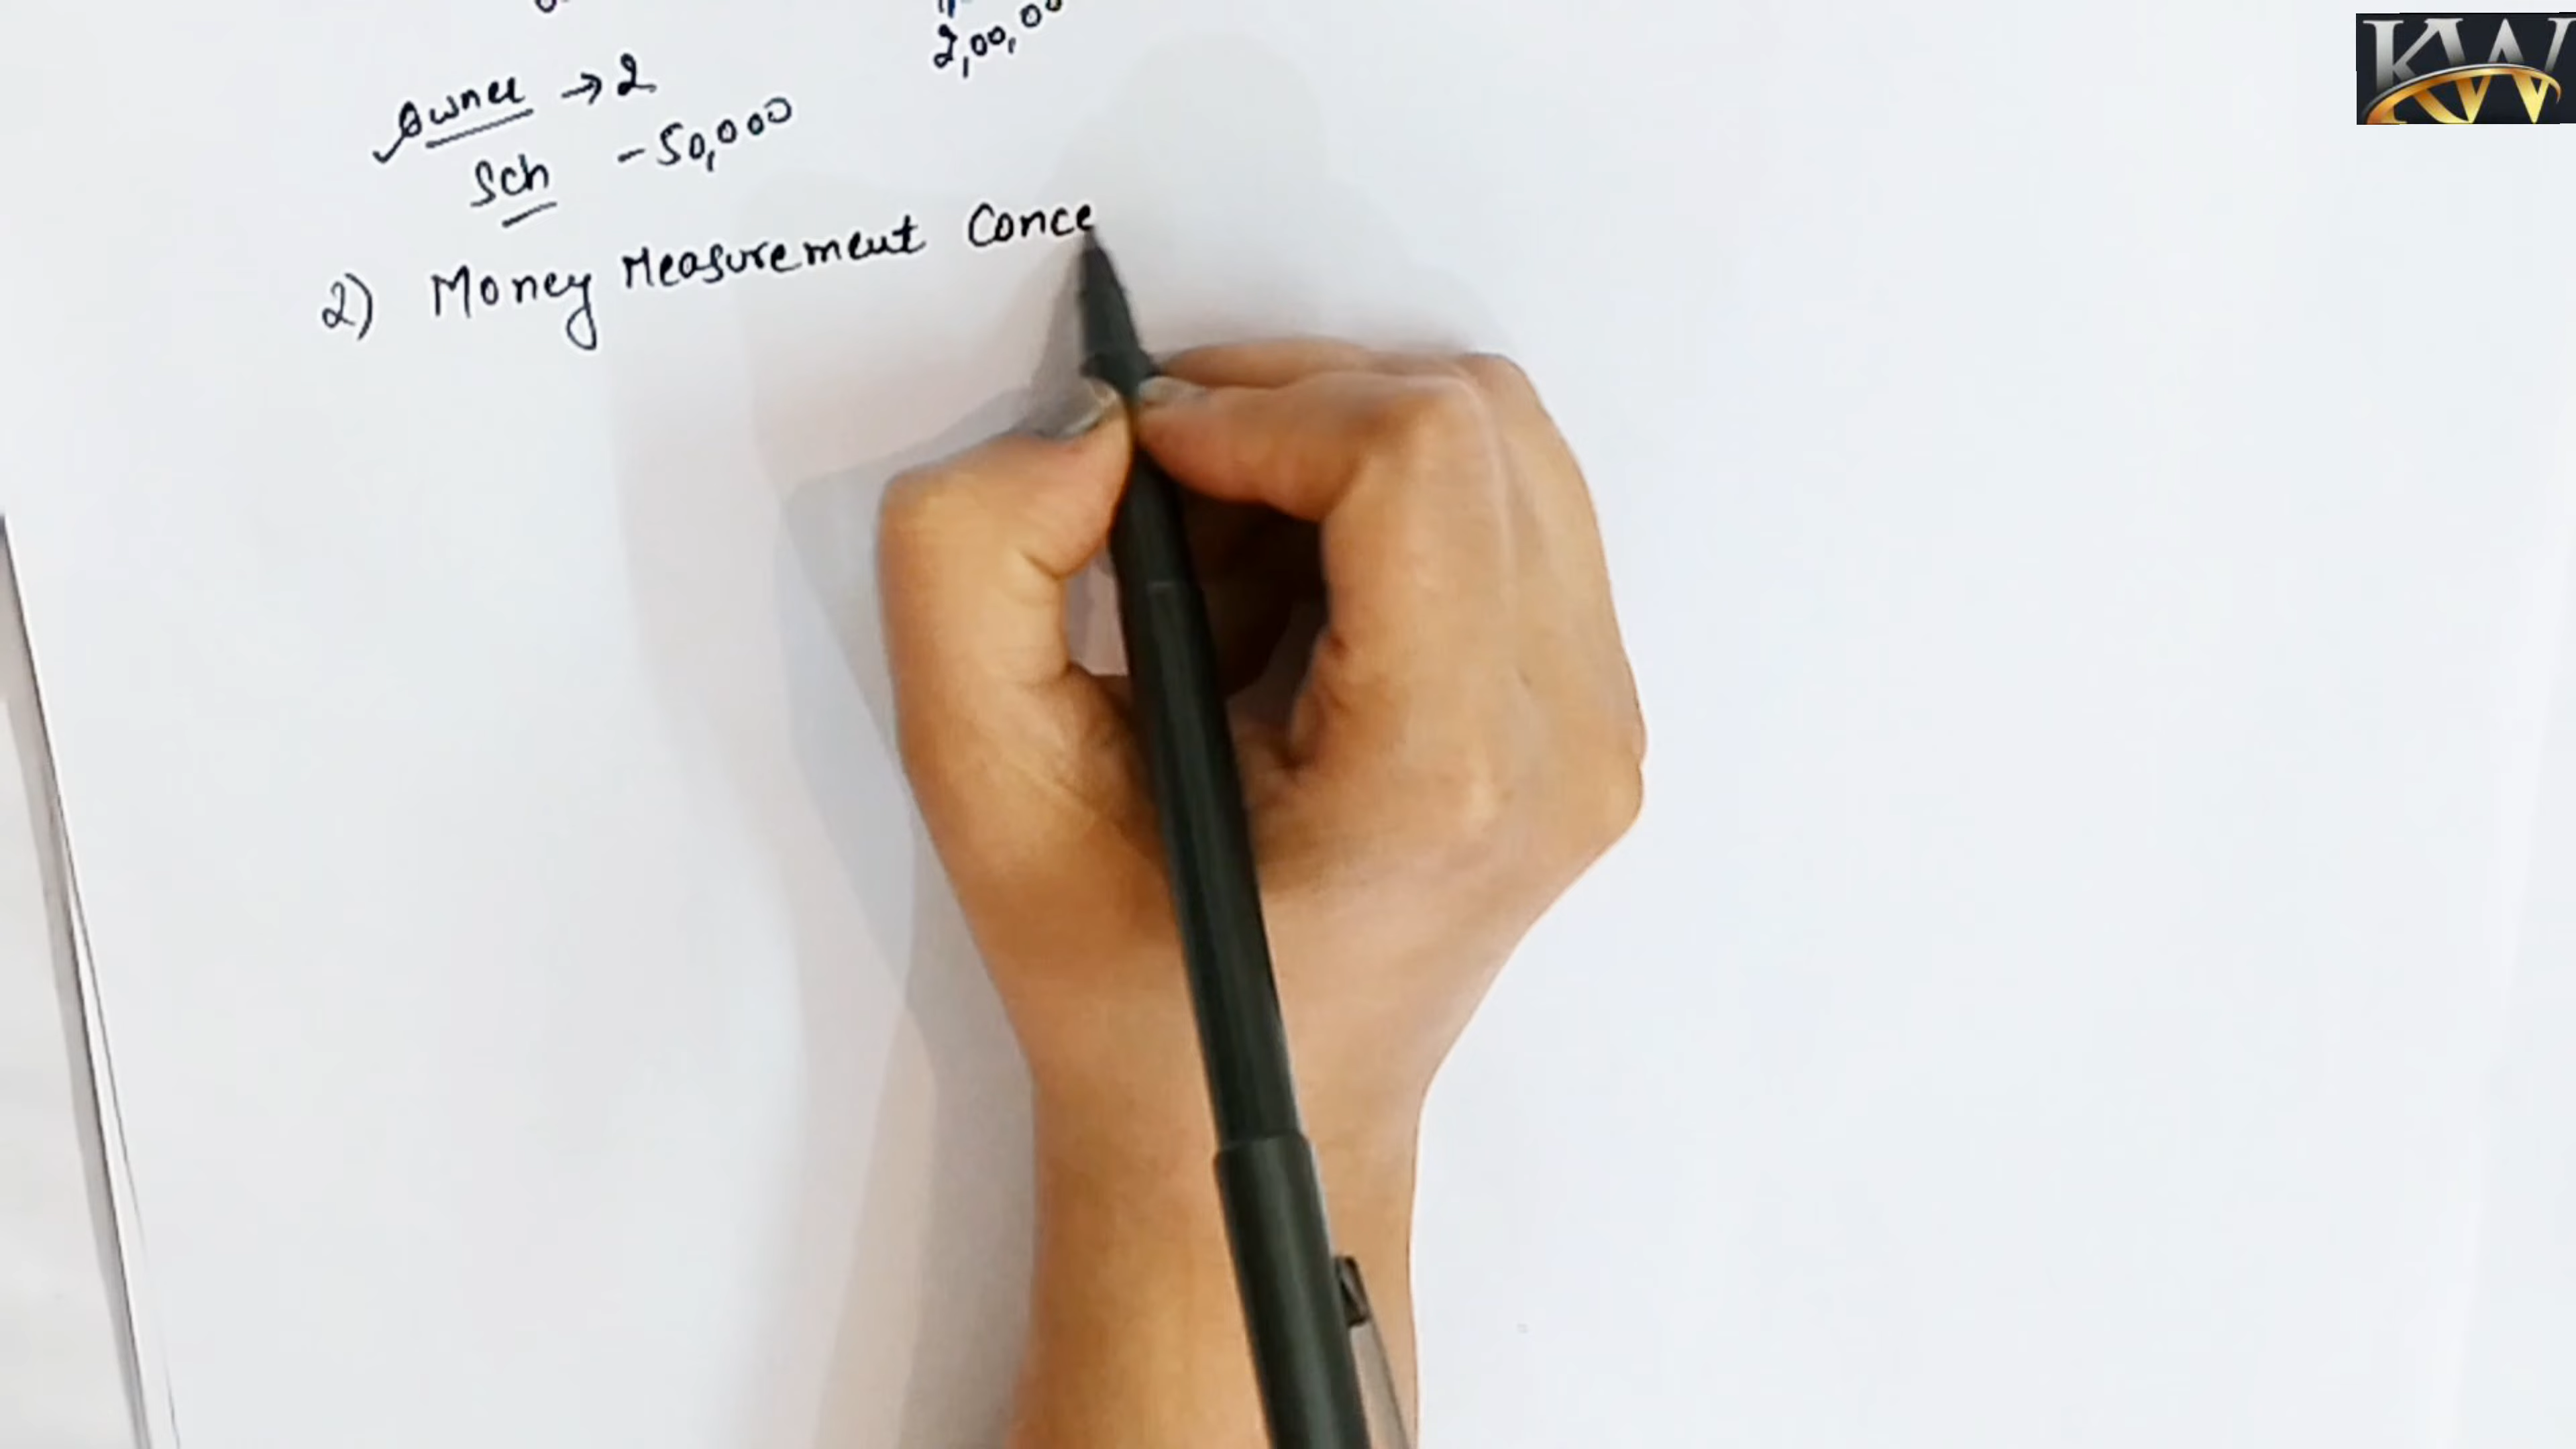 2,00,00
Owner → 2
Sch - 50,000
2) Money Measurement Conce
KW